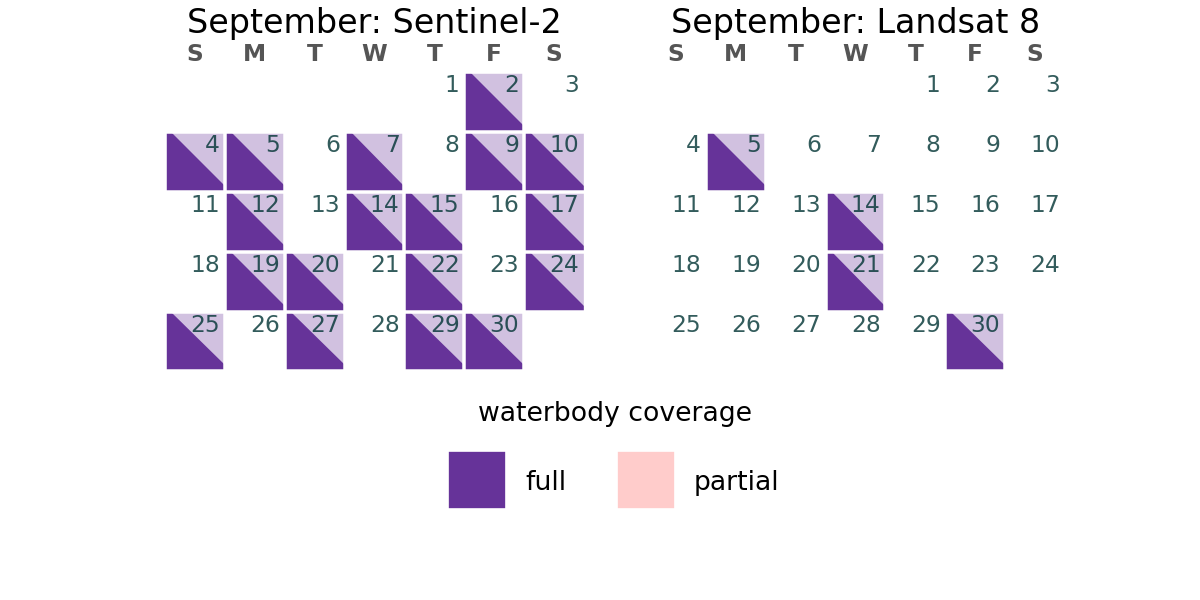 September: Sentinel-2
S M T W T F S
1 2 3
4 5 6 7 8 9 10
11 12 13 14 15 16 17
18 19 20 21 22 23 24
25 26 27 28 29 30
September: Landsat 8
S M T W T F S
1 2 3
4 5 6 7 8 9 10
11 12 13 14 15 16 17
18 19 20 21 22 23 24
25 26 27 28 29 30
waterbody coverage
full partial